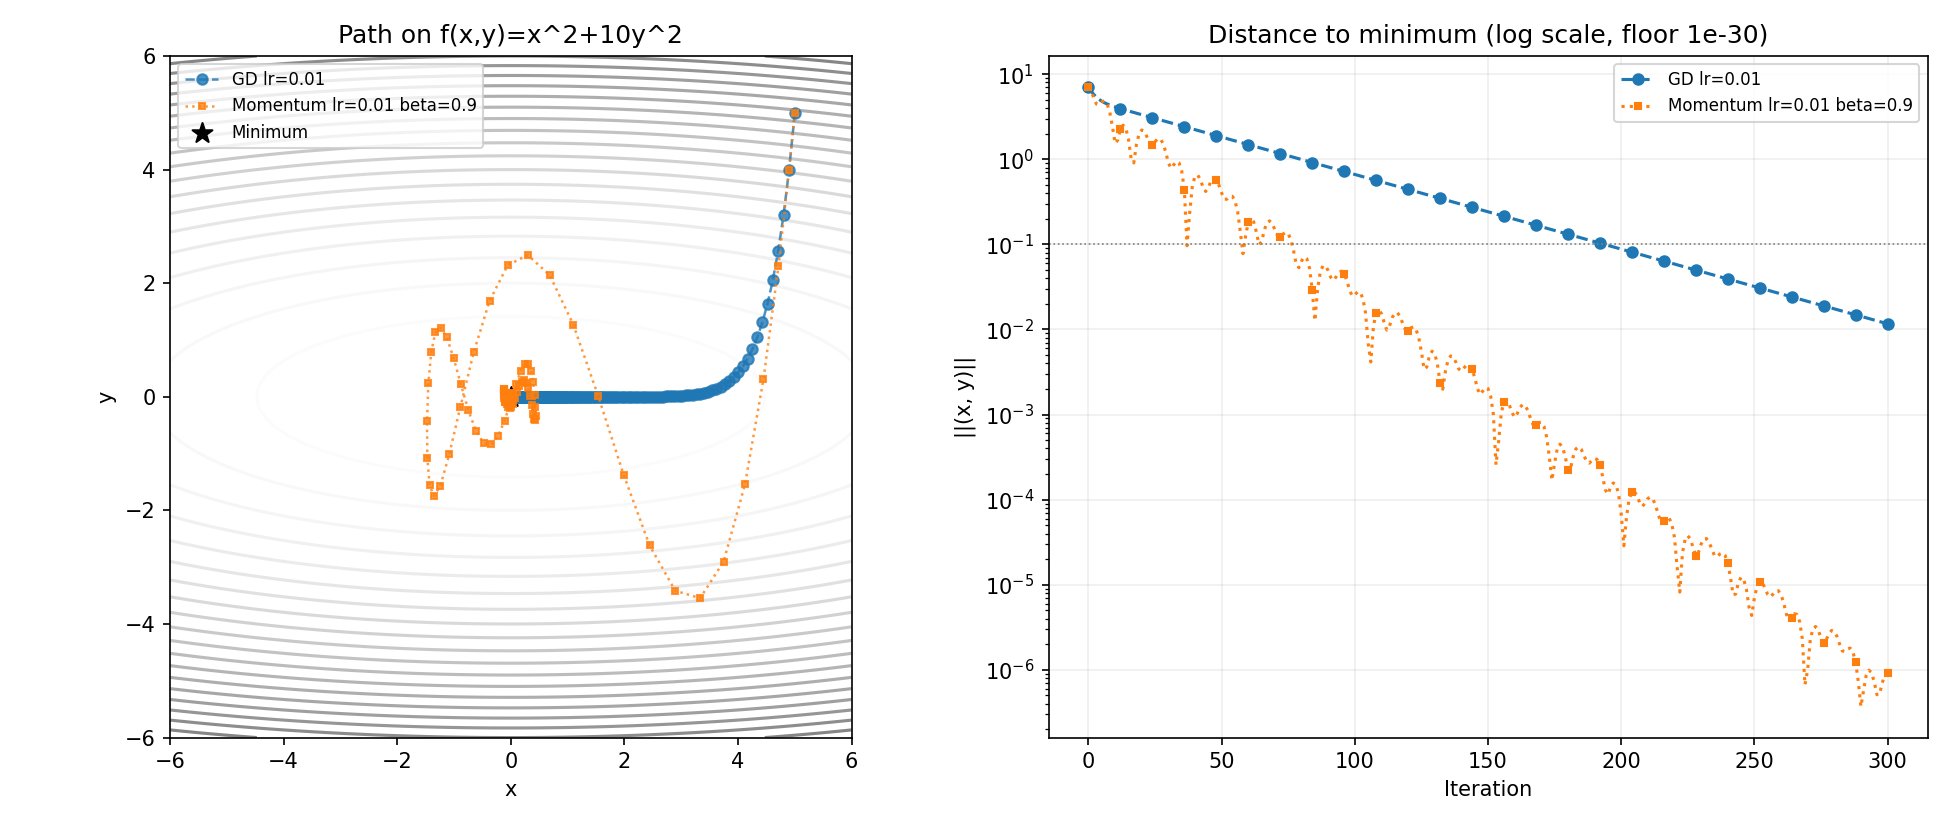 Path on f(x,y)=x^2+10y^2
GD lr=0.01
Momentum lr=0.01 beta=0.9
Minimum
6
4
2
0
−2
−4
−6
y
−6
−4
−2
0
2
4
6
x
Distance to minimum (log scale, floor 1e-30)
GD lr=0.01
Momentum lr=0.01 beta=0.9
10^1
10^0
10^−1
10^−2
10^−3
10^−4
10^−5
10^−6
||(x, y)||
0
50
100
150
200
250
300
Iteration